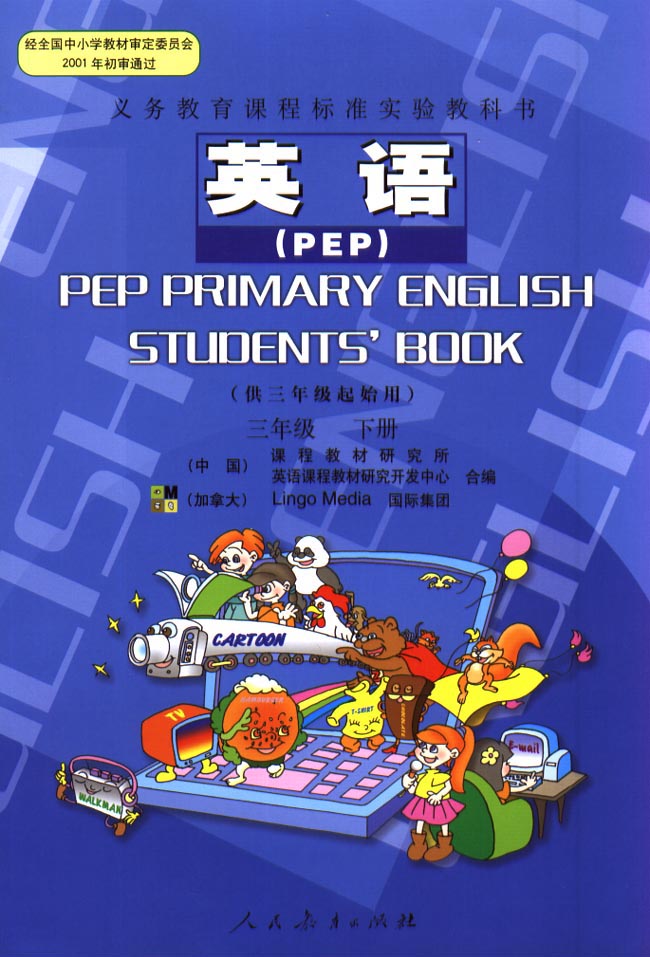 经全国中小学教材审定委员会
2001年初审通过
义务教育课程标准实验教科书
英语
(PEP)
PEP PRIMARY ENGLISH
STUDENTS' BOOK
(供三年级起始用)
三年级 下册
(中国) 课程教材研究所
英语课程教材研究开发中心 合编
(加拿大) Lingo Media 国际集团
CARTOON
HAMBURGER
T-SHIRT
TV
E-mail
WALKMAN
人民教育出版社